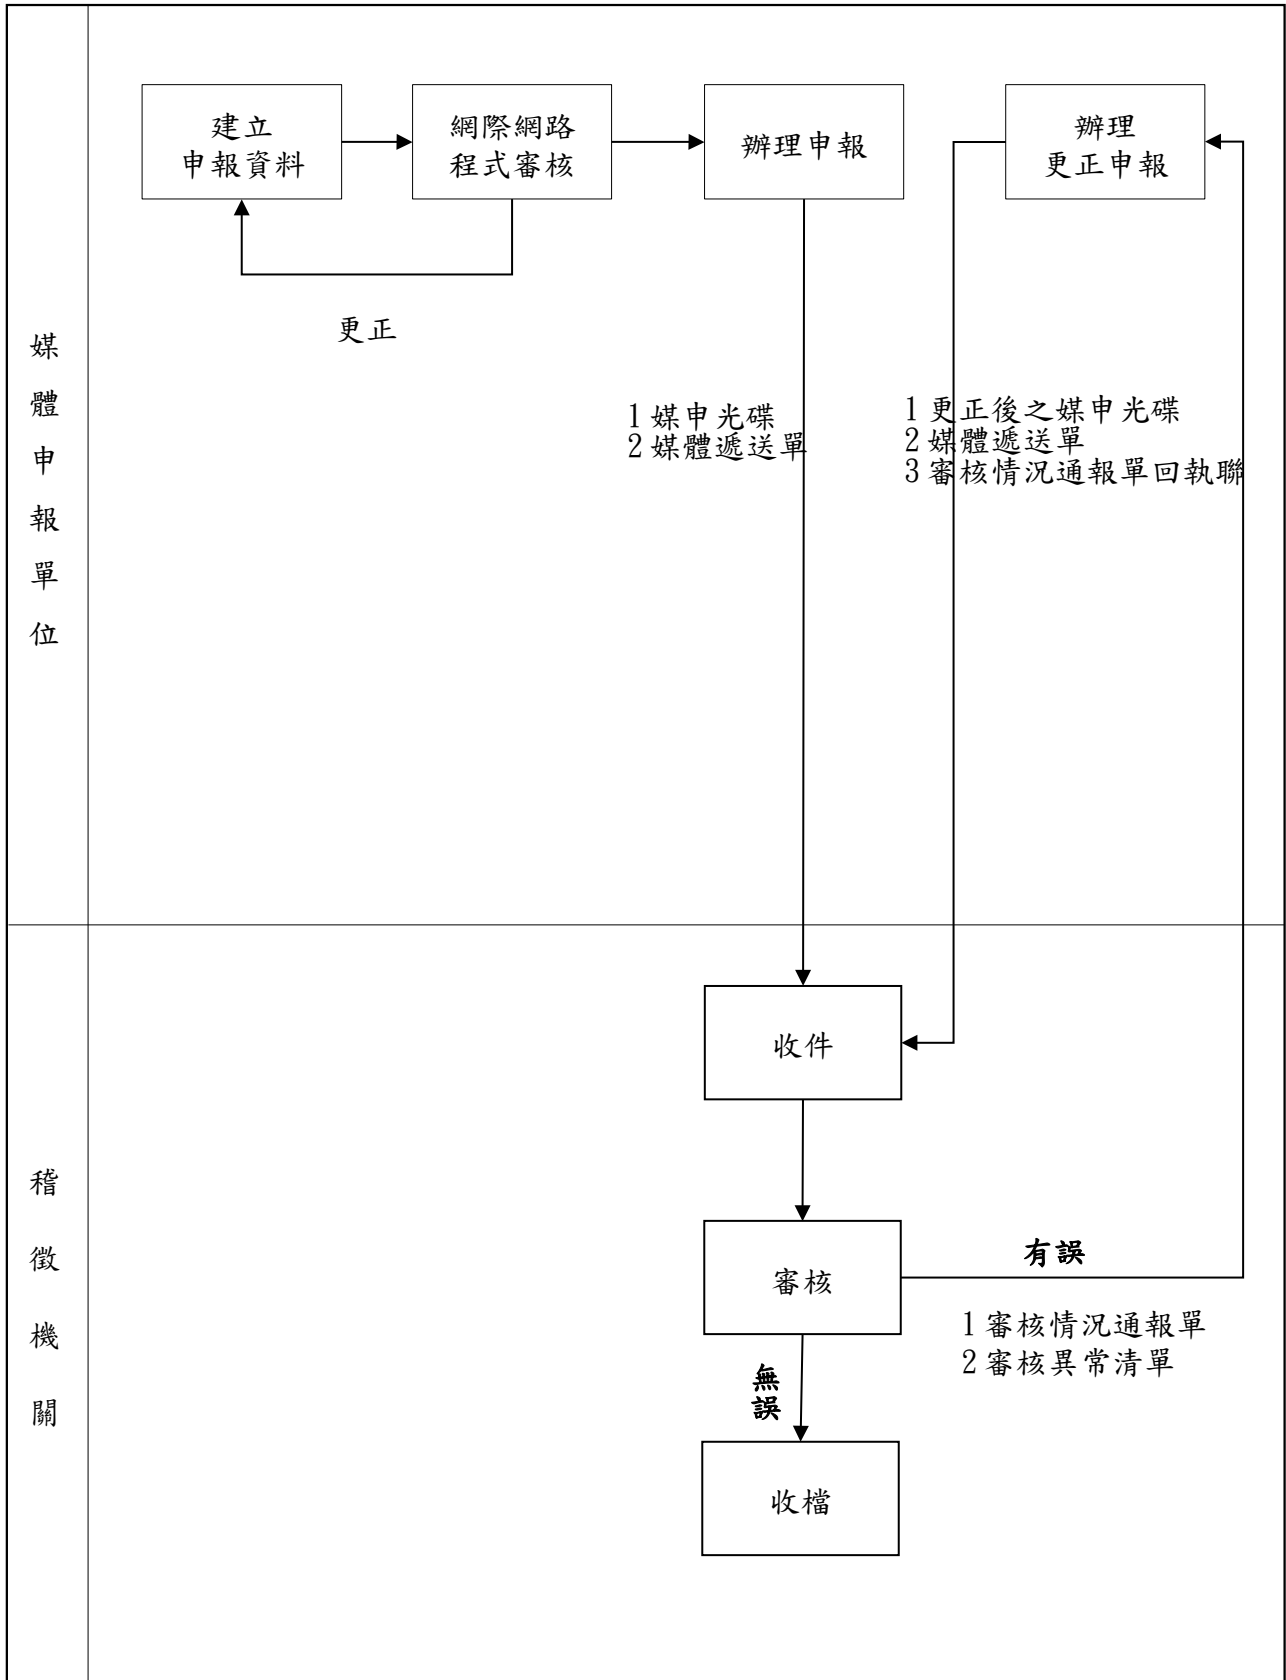 建立
申報資料
網際網路
程式審核
辦理申報
辦理
更正申報
更正
媒體申報單位
1媒申光碟
2媒體遞送單
1更正後之媒申光碟
2媒體遞送單
3審核情況通報單回執聯
收件
稽徵機關
審核
有誤
1審核情況通報單
2審核異常清單
無誤
收檔